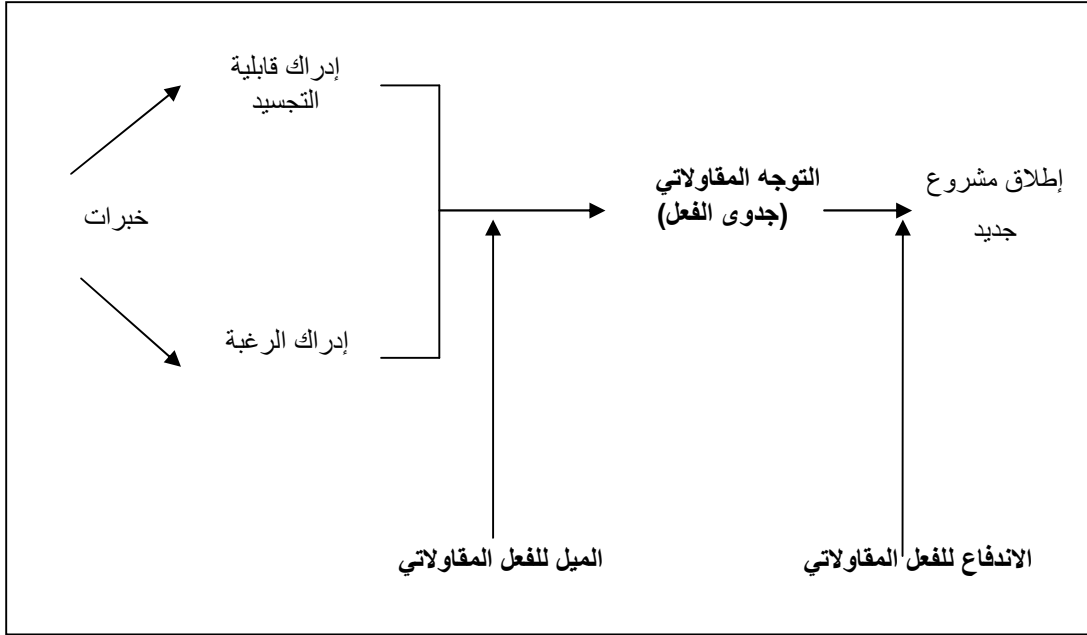 إدراك قابلية
التجسيد
خبرات
إدراك الرغبة
التوجه المقاولاتي
(جدوى الفعل)
إطلاق مشروع
جديد
الميل للفعل المقاولاتي
الاندفاع للفعل المقاولاتي